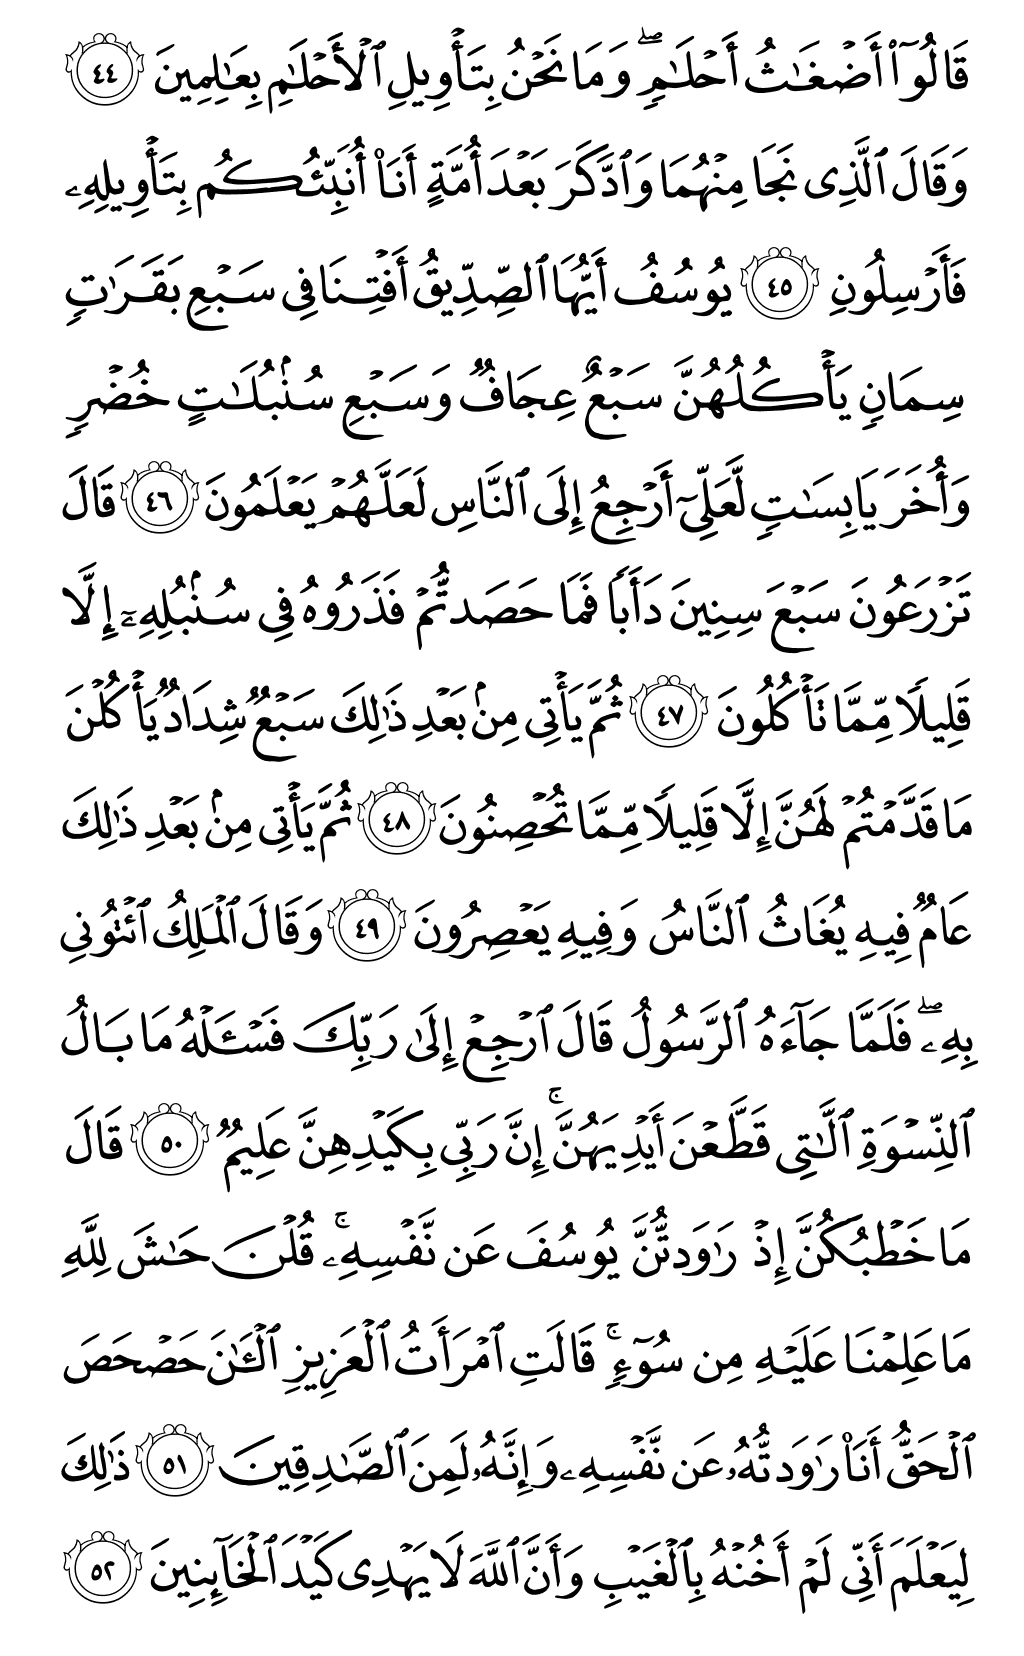 قَالُوٓا۟ أَضْغَـٰثُ أَحْلَـٰمٍۢ ۖ وَمَا نَحْنُ بِتَأْوِيلِ ٱلْأَحْلَـٰمِ بِعَـٰلِمِينَ ٤٤
وَقَالَ ٱلَّذِى نَجَا مِنْهُمَا وَٱدَّكَرَ بَعْدَ أُمَّةٍ أَنَا۠ أُنَبِّئُكُم بِتَأْوِيلِهِۦ
فَأَرْسِلُونِ ٤٥ يُوسُفُ أَيُّهَا ٱلصِّدِّيقُ أَفْتِنَا فِى سَبْعِ بَقَرَٰتٍۢ
سِمَانٍۢ يَأْكُلُهُنَّ سَبْعٌ عِجَافٌۭ وَسَبْعِ سُنۢبُلَـٰتٍ خُضْرٍۢ
وَأُخَرَ يَابِسَـٰتٍۢ لَّعَلِّىٓ أَرْجِعُ إِلَى ٱلنَّاسِ لَعَلَّهُمْ يَعْلَمُونَ ٤٦ قَالَ
تَزْرَعُونَ سَبْعَ سِنِينَ دَأَبًۭا فَمَا حَصَدتُّمْ فَذَرُوهُ فِى سُنۢبُلِهِۦٓ إِلَّا
قَلِيلًۭا مِّمَّا تَأْكُلُونَ ٤٧ ثُمَّ يَأْتِى مِنۢ بَعْدِ ذَٰلِكَ سَبْعٌۭ شِدَادٌۭ يَأْكُلْنَ
مَا قَدَّمْتُمْ لَهُنَّ إِلَّا قَلِيلًۭا مِّمَّا تُحْصِنُونَ ٤٨ ثُمَّ يَأْتِى مِنۢ بَعْدِ ذَٰلِكَ
عَامٌۭ فِيهِ يُغَاثُ ٱلنَّاسُ وَفِيهِ يَعْصِرُونَ ٤٩ وَقَالَ ٱلْمَلِكُ ٱئْتُونِى
بِهِۦ ۖ فَلَمَّا جَآءَهُ ٱلرَّسُولُ قَالَ ٱرْجِعْ إِلَىٰ رَبِّكَ فَسْـَٔلْهُ مَا بَالُ
ٱلنِّسْوَةِ ٱلَّـٰتِى قَطَّعْنَ أَيْدِيَهُنَّ ۚ إِنَّ رَبِّى بِكَيْدِهِنَّ عَلِيمٌۭ ٥٠ قَالَ
مَا خَطْبُكُنَّ إِذْ رَٰوَدتُّنَّ يُوسُفَ عَن نَّفْسِهِۦ ۚ قُلْنَ حَـٰشَ لِلَّهِ
مَا عَلِمْنَا عَلَيْهِ مِن سُوٓءٍۢ ۚ قَالَتِ ٱمْرَأَتُ ٱلْعَزِيزِ ٱلْـَٔـٰنَ حَصْحَصَ
ٱلْحَقُّ أَنَا۠ رَٰوَدتُّهُۥ عَن نَّفْسِهِۦ وَإِنَّهُۥ لَمِنَ ٱلصَّـٰدِقِينَ ٥١ ذَٰلِكَ
لِيَعْلَمَ أَنِّى لَمْ أَخُنْهُ بِٱلْغَيْبِ وَأَنَّ ٱللَّهَ لَا يَهْدِى كَيْدَ ٱلْخَآئِنِينَ ٥٢